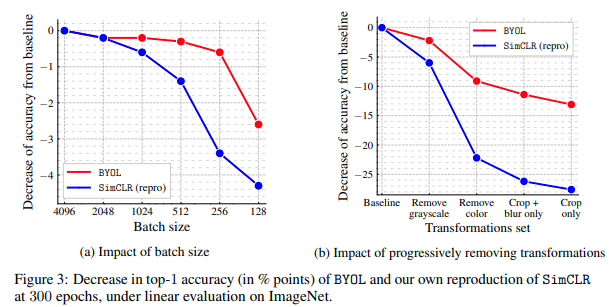 Decrease of accuracy from baseline
0
−1
−2
−3
−4
BYOL
SimCLR (repro)
4096 2048 1024 512 256 128
Batch size
(a) Impact of batch size
Decrease of accuracy from baseline
0
−5
−10
−15
−20
−25
BYOL
SimCLR (repro)
Baseline Remove Remove Crop + Crop
grayscale color blur only only
Transformations set
(b) Impact of progressively removing transformations
Figure 3: Decrease in top-1 accuracy (in % points) of BYOL and our own reproduction of SimCLR
at 300 epochs, under linear evaluation on ImageNet.